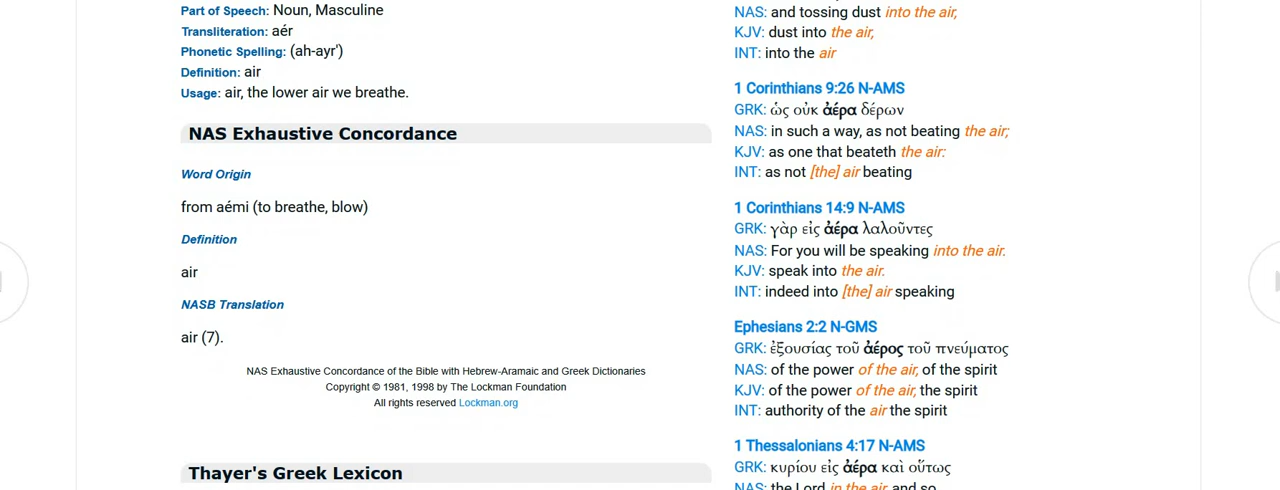 Part of Speech: Noun, Masculine
Transliteration: aér
Phonetic Spelling: (ah-ayr')
Definition: air
Usage: air, the lower air we breathe.
NAS Exhaustive Concordance
Word Origin
from aémi (to breathe, blow)
Definition
air
NASB Translation
air (7).
NAS Exhaustive Concordance of the Bible with Hebrew-Aramaic and Greek Dictionaries
Copyright © 1981, 1998 by The Lockman Foundation
All rights reserved Lockman.org
Thayer's Greek Lexicon
NAS: and tossing dust into the air,
KJV: dust into the air,
INT: into the air
1 Corinthians 9:26 N-AMS
GRK: ὡς οὐκ ἀέρα δέρων
NAS: in such a way, as not beating the air;
KJV: as one that beateth the air:
INT: as not [the] air beating
1 Corinthians 14:9 N-AMS
GRK: γὰρ εἰς ἀέρα λαλοῦντες
NAS: For you will be speaking into the air.
KJV: speak into the air.
INT: indeed into [the] air speaking
Ephesians 2:2 N-GMS
GRK: ἐξουσίας τοῦ ἀέρος τοῦ πνεύματος
NAS: of the power of the air, of the spirit
KJV: of the power of the air, the spirit
INT: authority of the air the spirit
1 Thessalonians 4:17 N-AMS
GRK: κυρίου εἰς ἀέρα καὶ οὕτως
NAS: the Lord in the air, and so